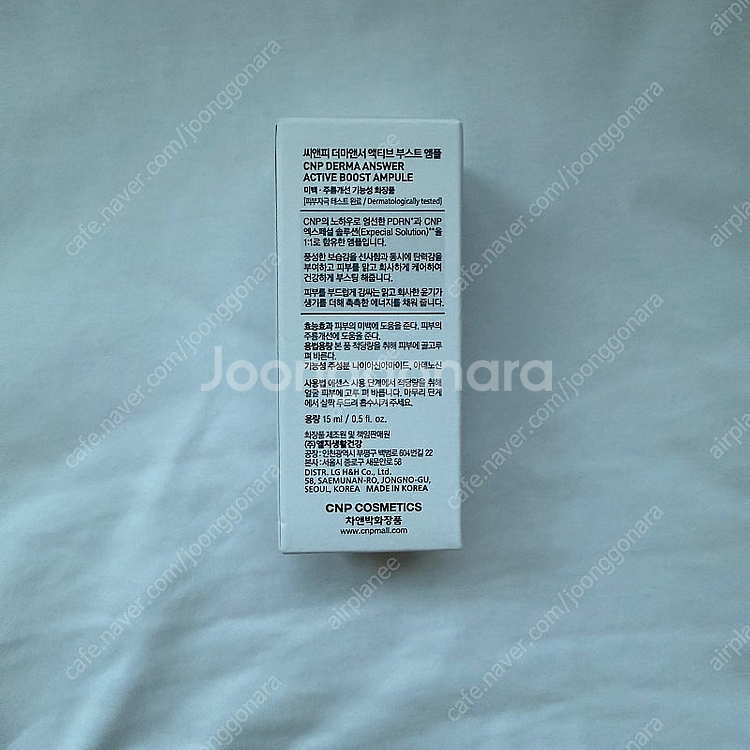 씨앤피 더마앤서 액티브 부스트 앰플
CNP DERMA ANSWER
ACTIVE BOOST AMPULE
미백·주름개선 기능성 화장품
[피부자극 테스트 완료 / Dermatologically tested]
CNP의 노하우로 엄선한 PDRN*과 CNP
엑스페셜 솔루션(Expecial Solution)**을
1:1로 함유한 앰플입니다.
풍성한 보습감을 선사함과 동시에 탄력감을
부여하고 피부를 맑고 화사하게 케어하여
건강하게 부스팅 해줍니다.
피부를 부드럽게 감싸는 맑고 화사한 윤기가
생기를 더해 촉촉한 에너지를 채워 줍니다.
효능효과 피부의 미백에 도움을 준다. 피부의
주름개선에 도움을 준다.
용법용량 본 품 적당량을 취해 피부에 골고루
펴 바른다.
기능성 주성분 나이아신아마이드, 아데노신
사용법 에센스 사용 단계에서 적당량을 취해
얼굴 피부에 고루 펴 바릅니다. 마무리 단계
에서 살짝 두드려 흡수시켜 주세요.
용량 15 ml / 0.5 fl. oz.
화장품 제조원 및 책임판매원
(주)엘지생활건강
공장 : 인천광역시 부평구 백범로 604번길 22
본사 : 서울시 종로구 새문안로 58
DISTR. LG H&H Co., Ltd.
58, SAEMUNAN-RO, JONGNO-GU,
SEOUL, KOREA MADE IN KOREA
CNP COSMETICS
차앤박화장품
www.cnpmall.com
Joonggonara
cafe.naver.com/joonggonara
airplanee